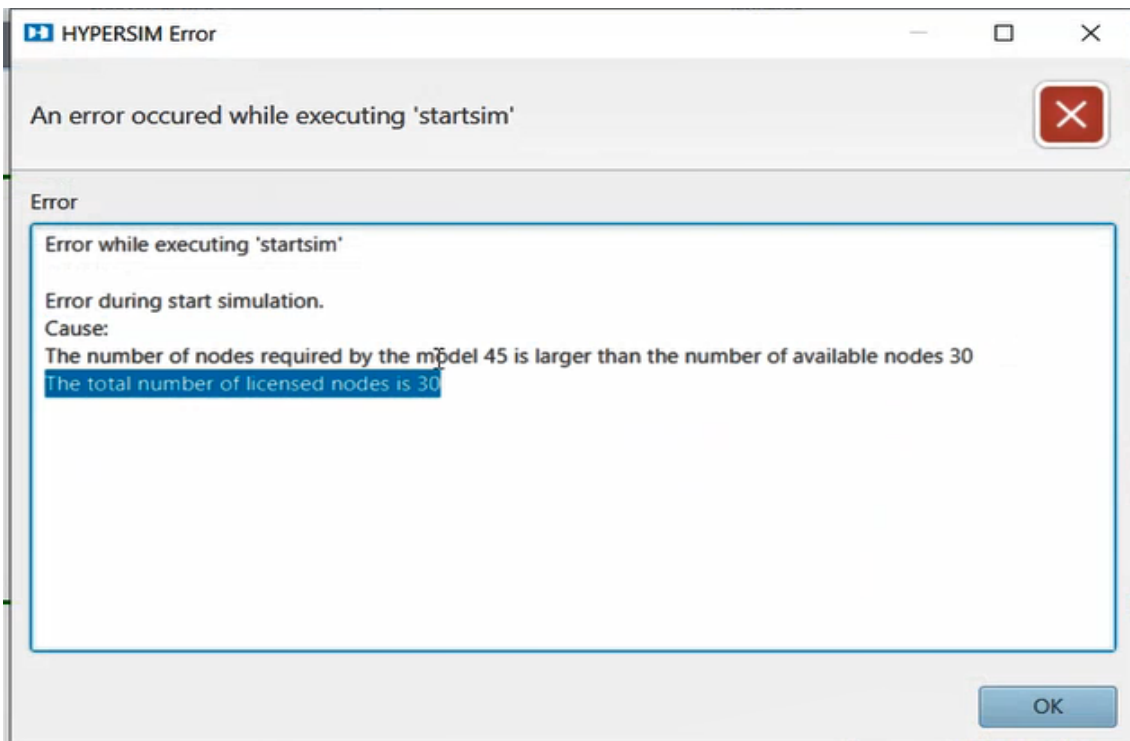 HYPERSIM Error
An error occured while executing 'startsim'
Error
Error while executing 'startsim'
Error during start simulation.
Cause:
The number of nodes required by the model 45 is larger than the number of available nodes 30
The total number of licensed nodes is 30
OK